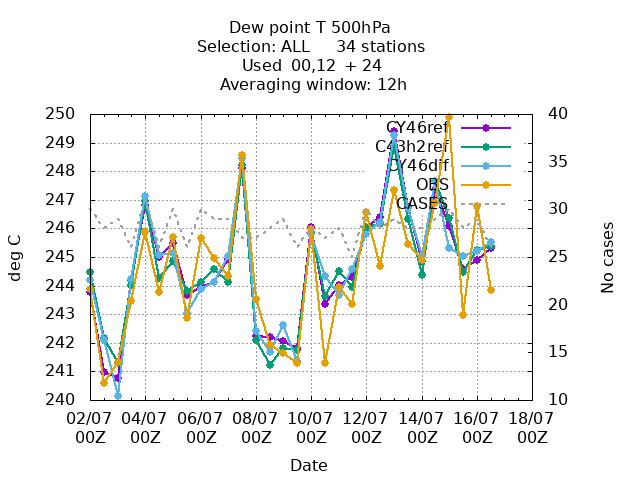 Dew point T 500hPa
Selection: ALL 34 stations
Used 00,12 + 24
Averaging window: 12h
250
249
248
247
246
245
244
243
242
241
240
deg C
40
35
30
25
20
15
10
No cases
CY46ref
C43h2ref
CY46dff
OBS
CASES
02/07 04/07 06/07 08/07 10/07 12/07 14/07 16/07 18/07
00Z 00Z 00Z 00Z 00Z 00Z 00Z 00Z 00Z
Date